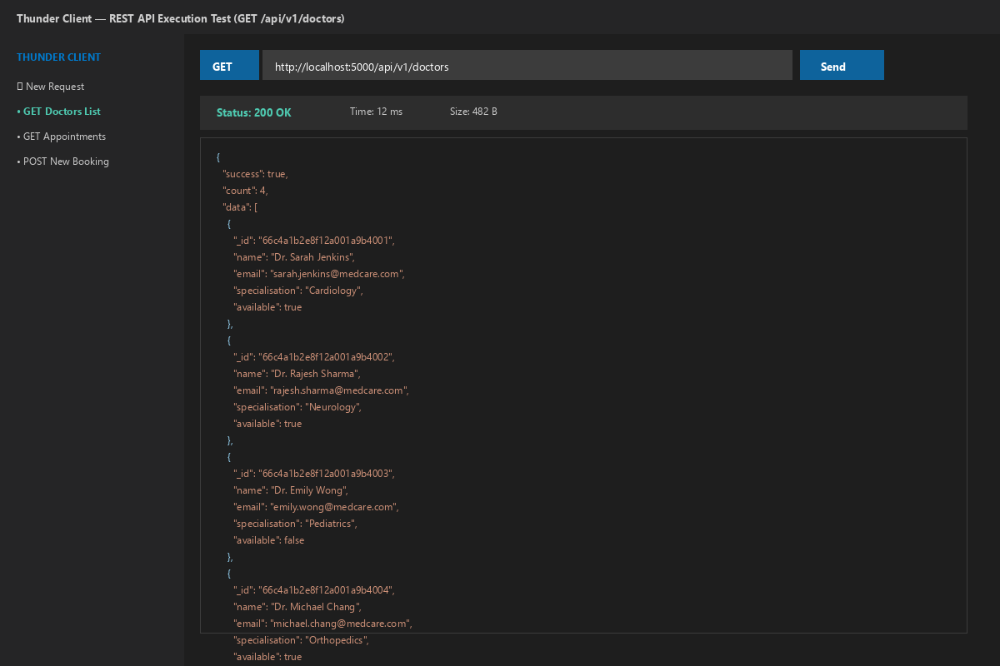 Thunder Client — REST API Execution Test (GET /api/v1/doctors)
THUNDER CLIENT
New Request
• GET Doctors List
• GET Appointments
• POST New Booking
GET
http://localhost:5000/api/v1/doctors
Send
Status: 200 OK
Time: 12 ms
Size: 482 B
{
"success": true,
"count": 4,
"data": [
{
"_id": "66c4a1b2e8f12a001a9b4001",
"name": "Dr. Sarah Jenkins",
"email": "sarah.jenkins@medcare.com",
"specialisation": "Cardiology",
"available": true
},
{
"_id": "66c4a1b2e8f12a001a9b4002",
"name": "Dr. Rajesh Sharma",
"email": "rajesh.sharma@medcare.com",
"specialisation": "Neurology",
"available": true
},
{
"_id": "66c4a1b2e8f12a001a9b4003",
"name": "Dr. Emily Wong",
"email": "emily.wong@medcare.com",
"specialisation": "Pediatrics",
"available": false
},
{
"_id": "66c4a1b2e8f12a001a9b4004",
"name": "Dr. Michael Chang",
"email": "michael.chang@medcare.com",
"specialisation": "Orthopedics",
"available": true